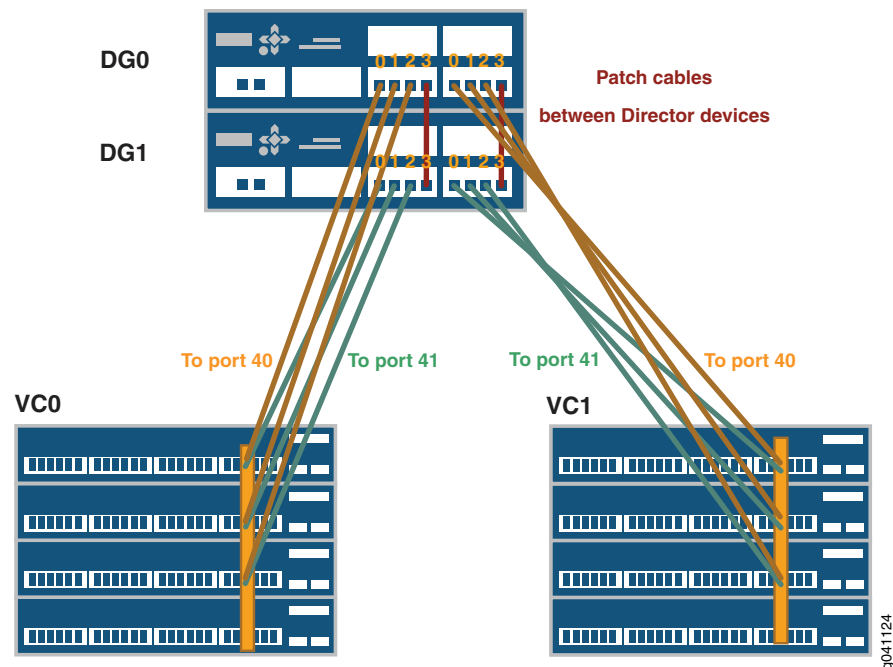 DG0
0 1 2 3 0 1 2 3
Patch cables
between Director devices
DG1
0 1 2 3 0 1 2 3
To port 40
To port 41
To port 41
To port 40
VC0
VC1
g041124